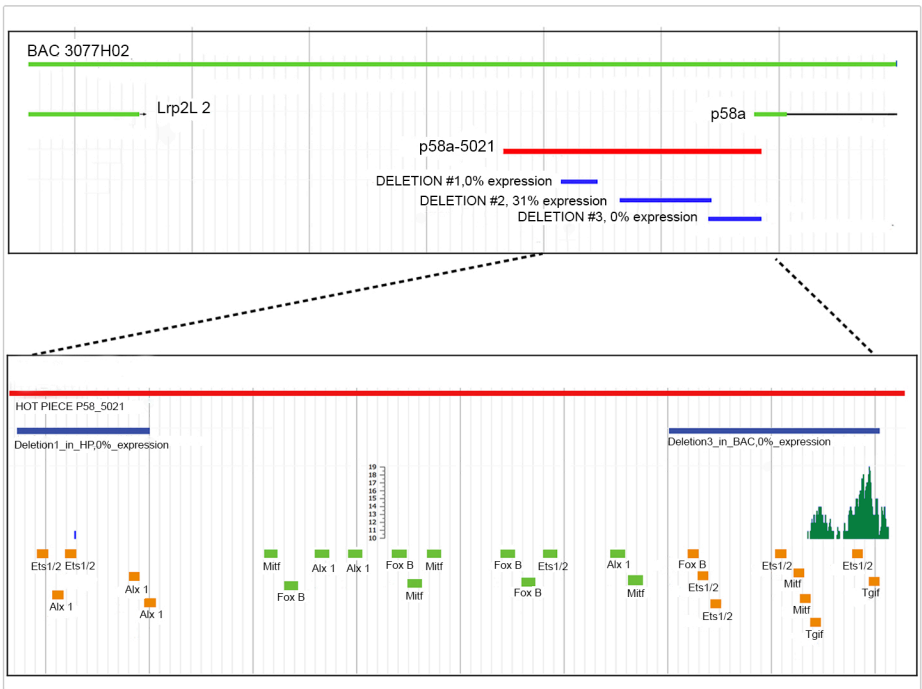 BAC 3077H02
Lrp2L 2
p58a
p58a-5021
DELETION #1,0% expression
DELETION #2, 31% expression
DELETION #3, 0% expression
HOT PIECE P58_5021
Deletion1_in_HP,0%_expression
Deletion3_in_BAC,0%_expression
19
18
17
16
15
14
13
12
11
10
Ets1/2 Ets1/2 Mitf Alx 1 Alx 1 Fox B Mitf Fox B Ets1/2 Alx 1 Fox B Ets1/2 Ets1/2
Alx 1 Mitf Ets1/2 Tgif
Alx 1 Fox B Mitf Fox B Mitf
Alx 1 Alx 1 Ets1/2 Mitf
Tgif